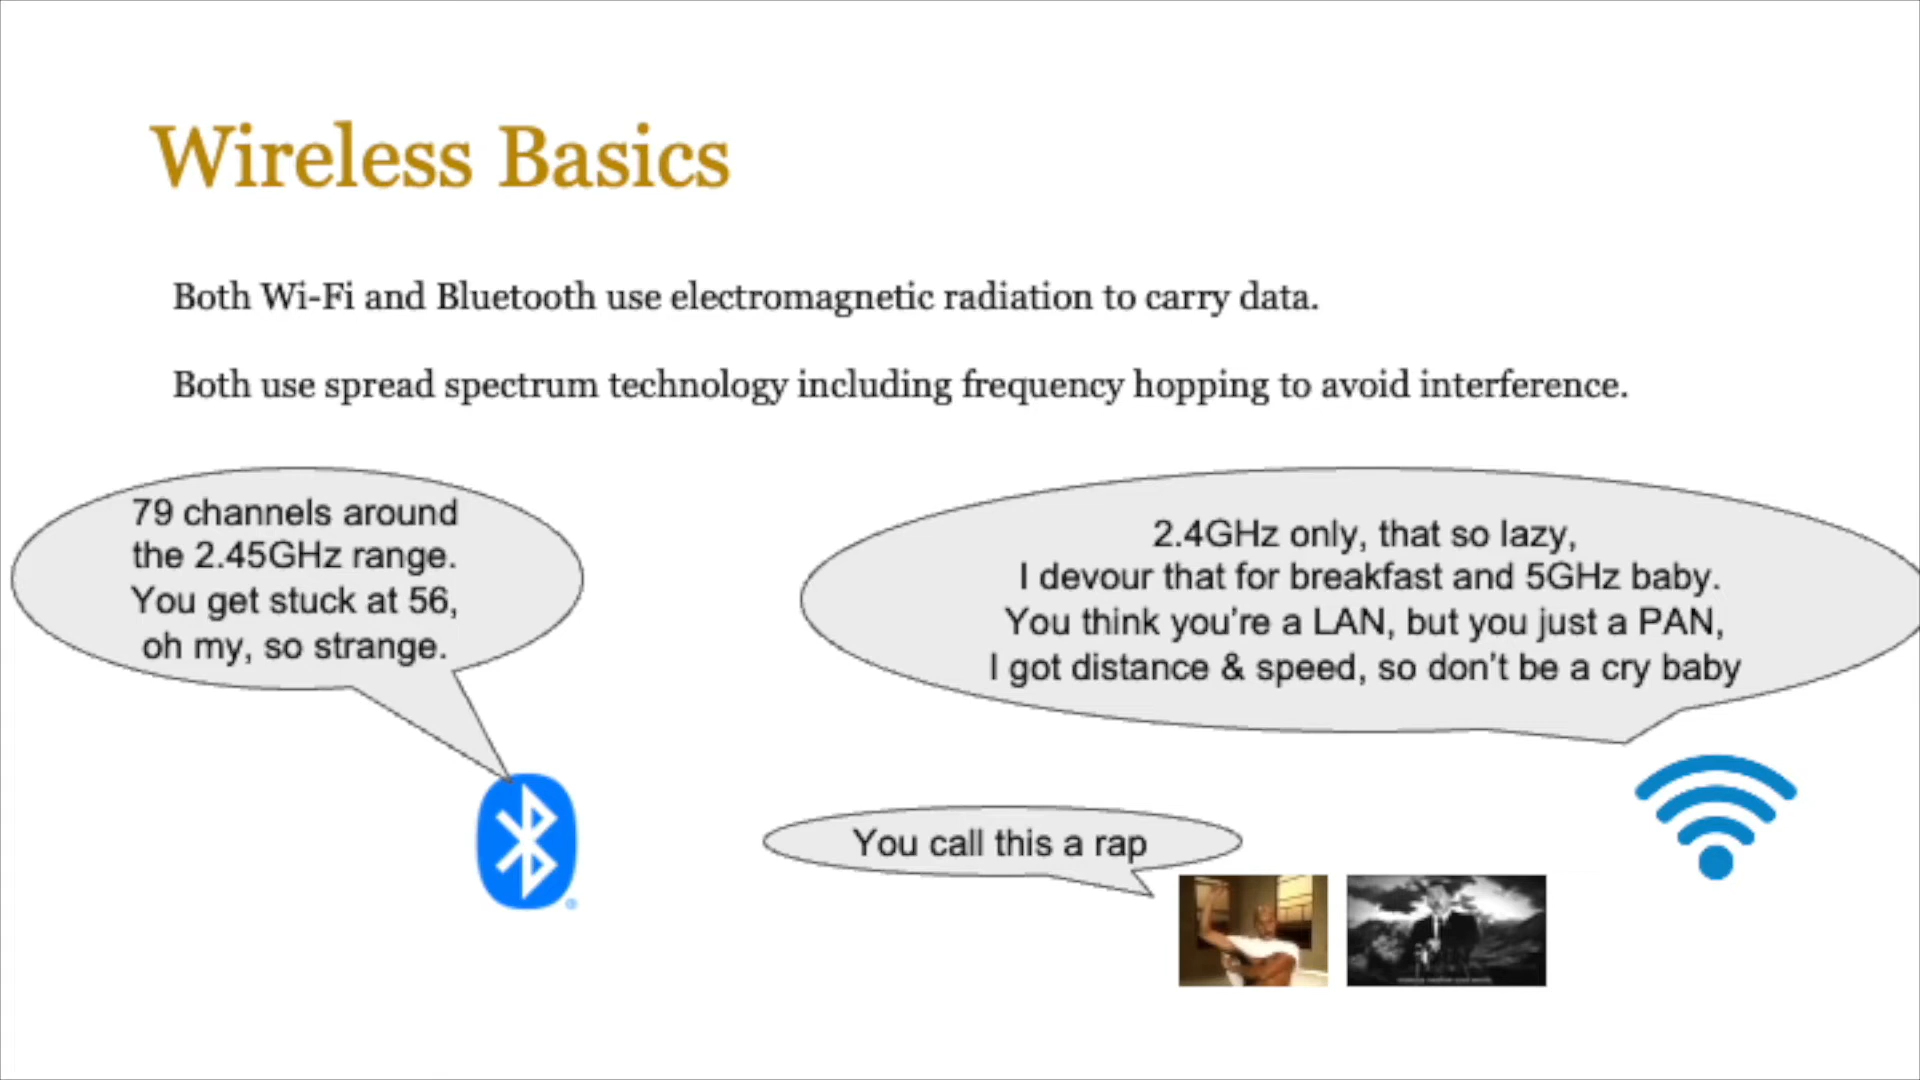 Wireless Basics
Both Wi-Fi and Bluetooth use electromagnetic radiation to carry data.
Both use spread spectrum technology including frequency hopping to avoid interference.
79 channels around
the 2.45GHz range.
You get stuck at 56,
oh my, so strange.
2.4GHz only, that so lazy,
I devour that for breakfast and 5GHz baby.
You think you're a LAN, but you just a PAN,
I got distance & speed, so don't be a cry baby
You call this a rap